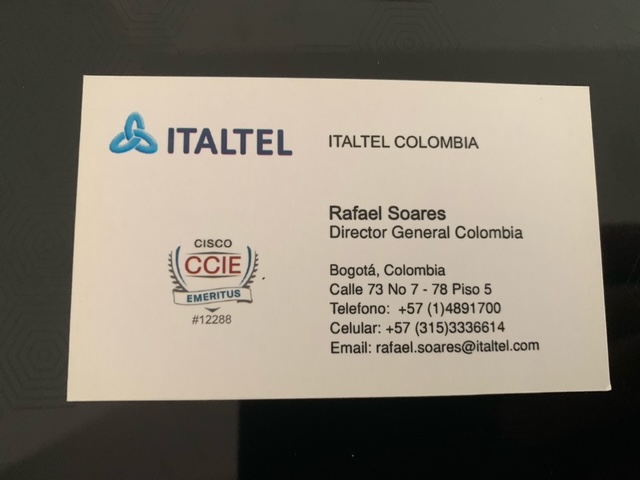 ITALTEL
ITALTEL COLOMBIA
Rafael Soares
Director General Colombia
CISCO
CCIE
EMERITUS
#12288
Bogotá, Colombia
Calle 73 No 7 - 78 Piso 5
Telefono: +57 (1)4891700
Celular: +57 (315)3336614
Email: rafael.soares@italtel.com